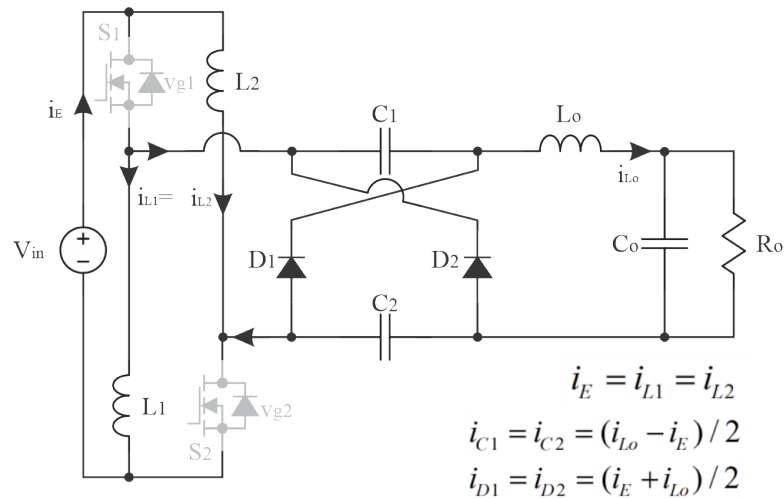 S1
vg1
L2
iE
C1
Lo
iL1=
iL2
iLo
Vin
+
−
D1
D2
Co
Ro
C2
L1
vg2
S2
iE = iL1 = iL2
iC1 = iC2 = (iLo − iE) / 2
iD1 = iD2 = (iE + iLo) / 2